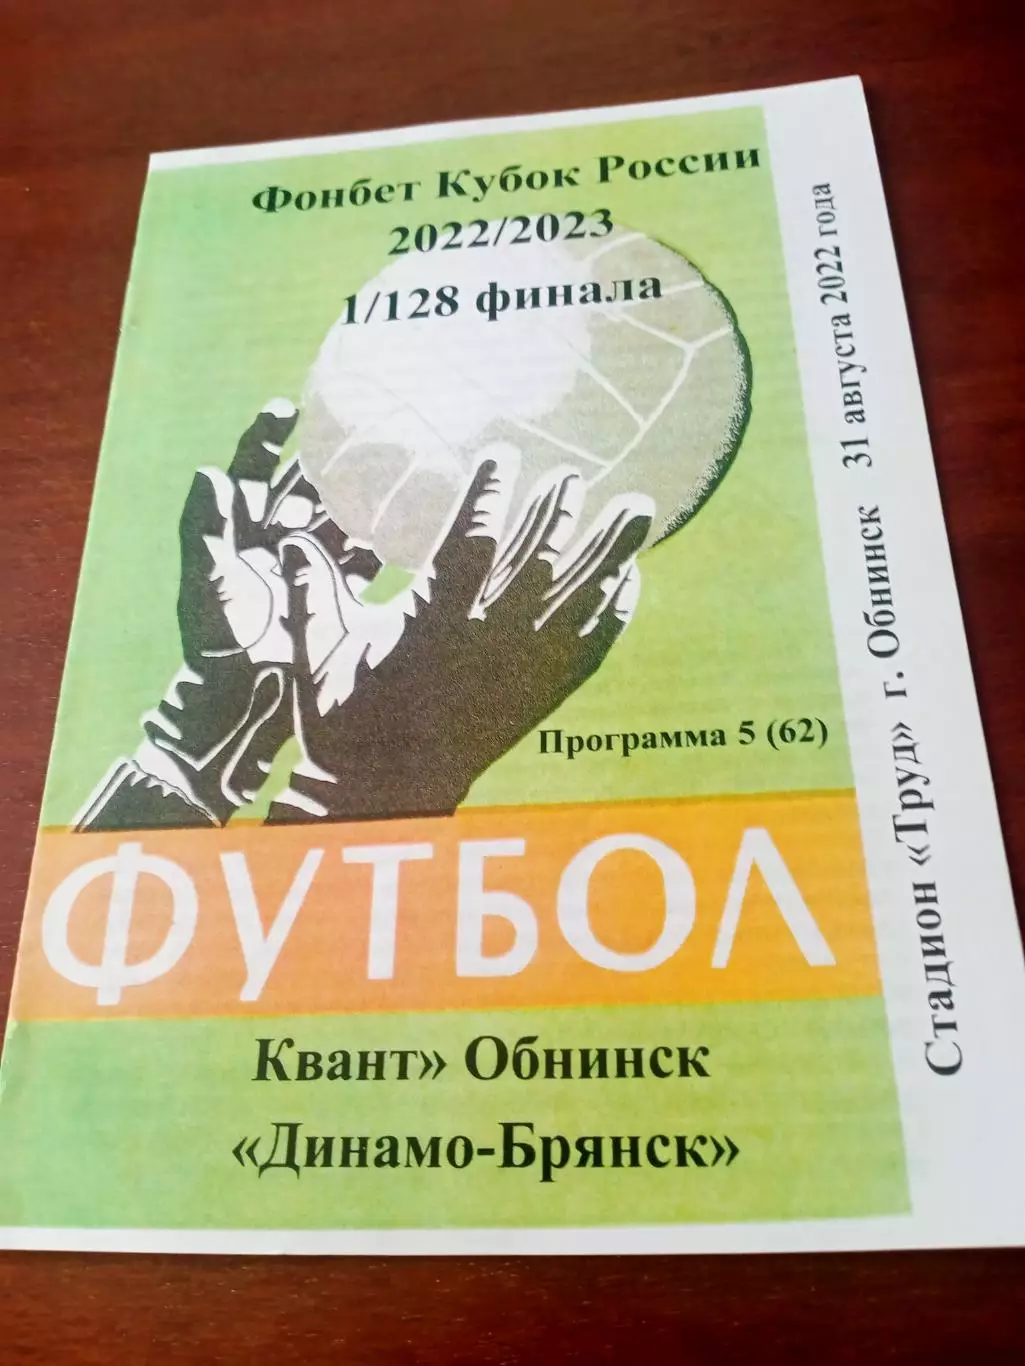 Фонбет Кубок России
2022/2023
1/128 финала
Программа 5 (62)
ФУТБОЛ
Квант» Обнинск
«Динамо-Брянск»
Стадион «Труд» г. Обнинск 31 августа 2022 года